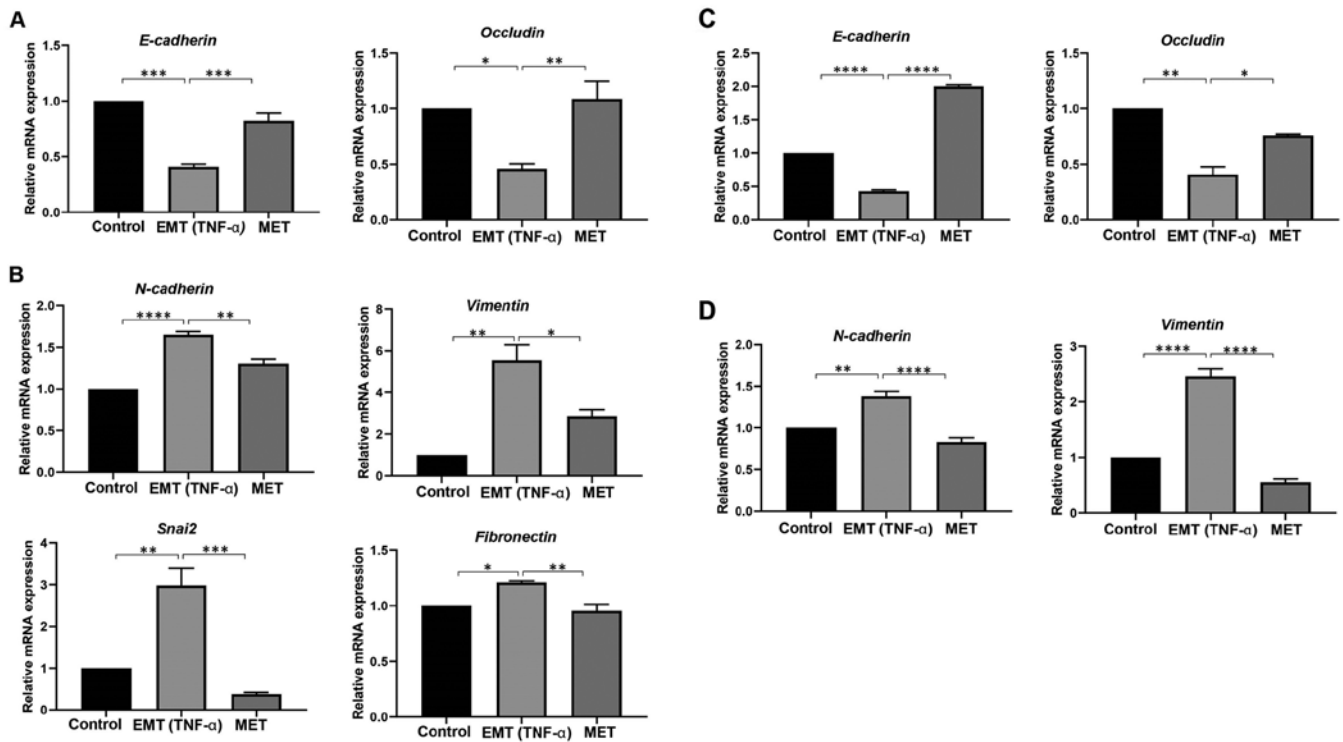 A
E-cadherin
Relative mRNA expression
1.5
1.0
0.5
0.0
*** ***
Control EMT (TNF-α) MET
Occludin
Relative mRNA expression
1.5
1.0
0.5
0.0
* **
Control EMT (TNF-α) MET
B
N-cadherin
Relative mRNA expression
2.0
1.5
1.0
0.5
0.0
**** **
Control EMT (TNF-α) MET
Vimentin
Relative mRNA expression
8
6
4
2
0
** *
Control EMT (TNF-α) MET
Snai2
Relative mRNA expression
4
3
2
1
0
** ***
Control EMT (TNF-α) MET
Fibronectin
Relative mRNA expression
1.5
1.0
0.5
0.0
* **
Control EMT (TNF-α) MET
C
E-cadherin
Relative mRNA expression
2.5
2.0
1.5
1.0
0.5
0.0
**** ****
Control EMT (TNF-α) MET
Occludin
Relative mRNA expression
1.5
1.0
0.5
0.0
** *
Control EMT (TNF-α) MET
D
N-cadherin
Relative mRNA expression
2.0
1.5
1.0
0.5
0.0
** ****
Control EMT (TNF-α) MET
Vimentin
Relative mRNA expression
3
2
1
0
**** ****
Control EMT (TNF-α) MET